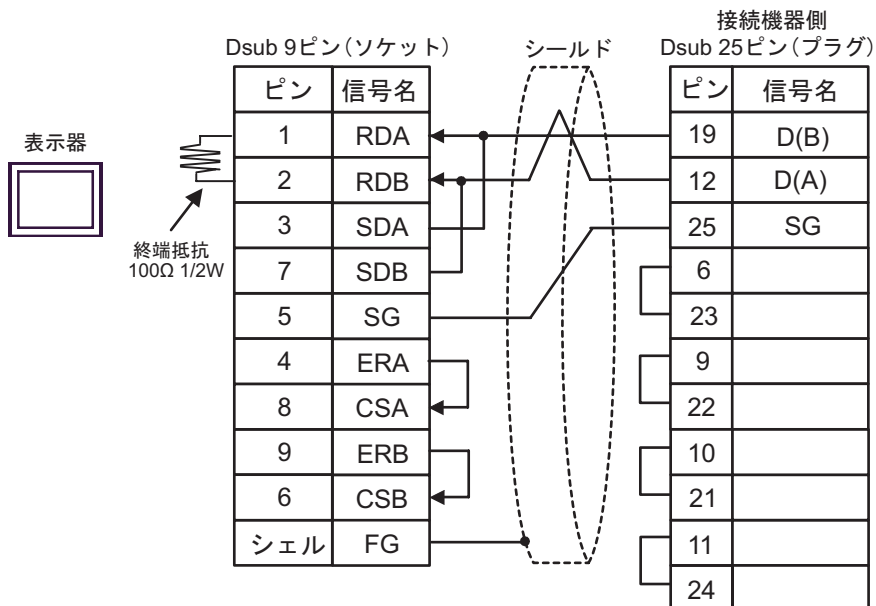 接続機器側
Dsub 9ピン(ソケット)
シールド
Dsub 25ピン(プラグ)
ピン 信号名
ピン 信号名
表示器
1 RDA
19 D(B)
2 RDB
12 D(A)
3 SDA
25 SG
終端抵抗
100Ω 1/2W
7 SDB
6
5 SG
23
4 ERA
9
8 CSA
22
9 ERB
10
6 CSB
21
シェル FG
11
24